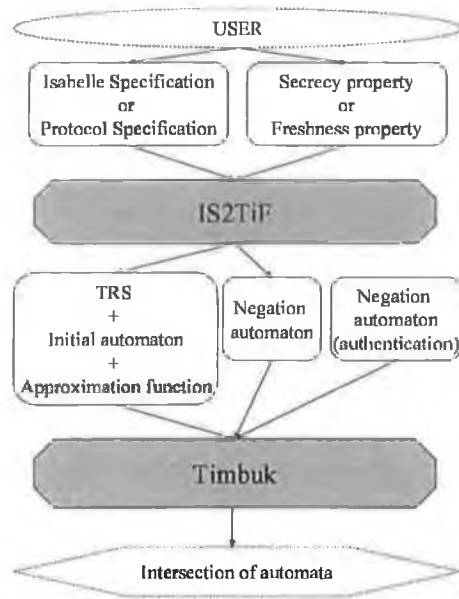 USER
Isabelle Specification
or
Protocol Specification
Secrecy property
or
Freshness property
IS2TiF
TRS
+
Initial automaton
+
Approximation function
Negation
automaton
Negation
automaton
(authentication)
Timbuk
Intersection of automata